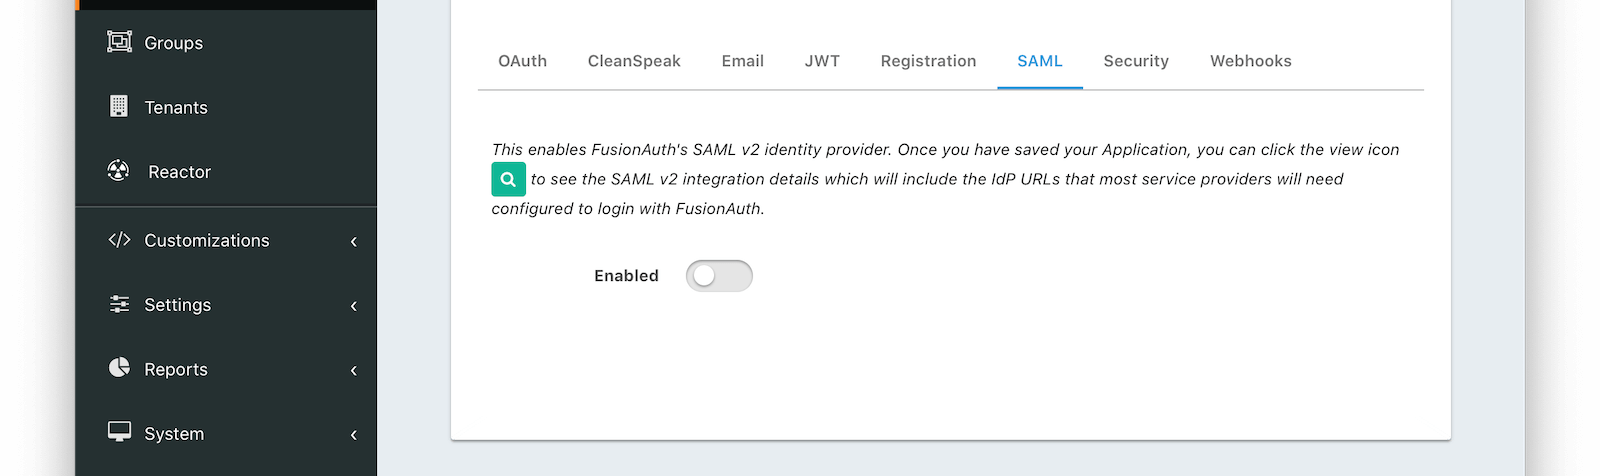 Groups
Tenants
Reactor
Customizations
Settings
Reports
System
OAuth CleanSpeak Email JWT Registration SAML Security Webhooks
This enables FusionAuth's SAML v2 identity provider. Once you have saved your Application, you can click the view icon
to see the SAML v2 integration details which will include the IdP URLs that most service providers will need
configured to login with FusionAuth.
Enabled